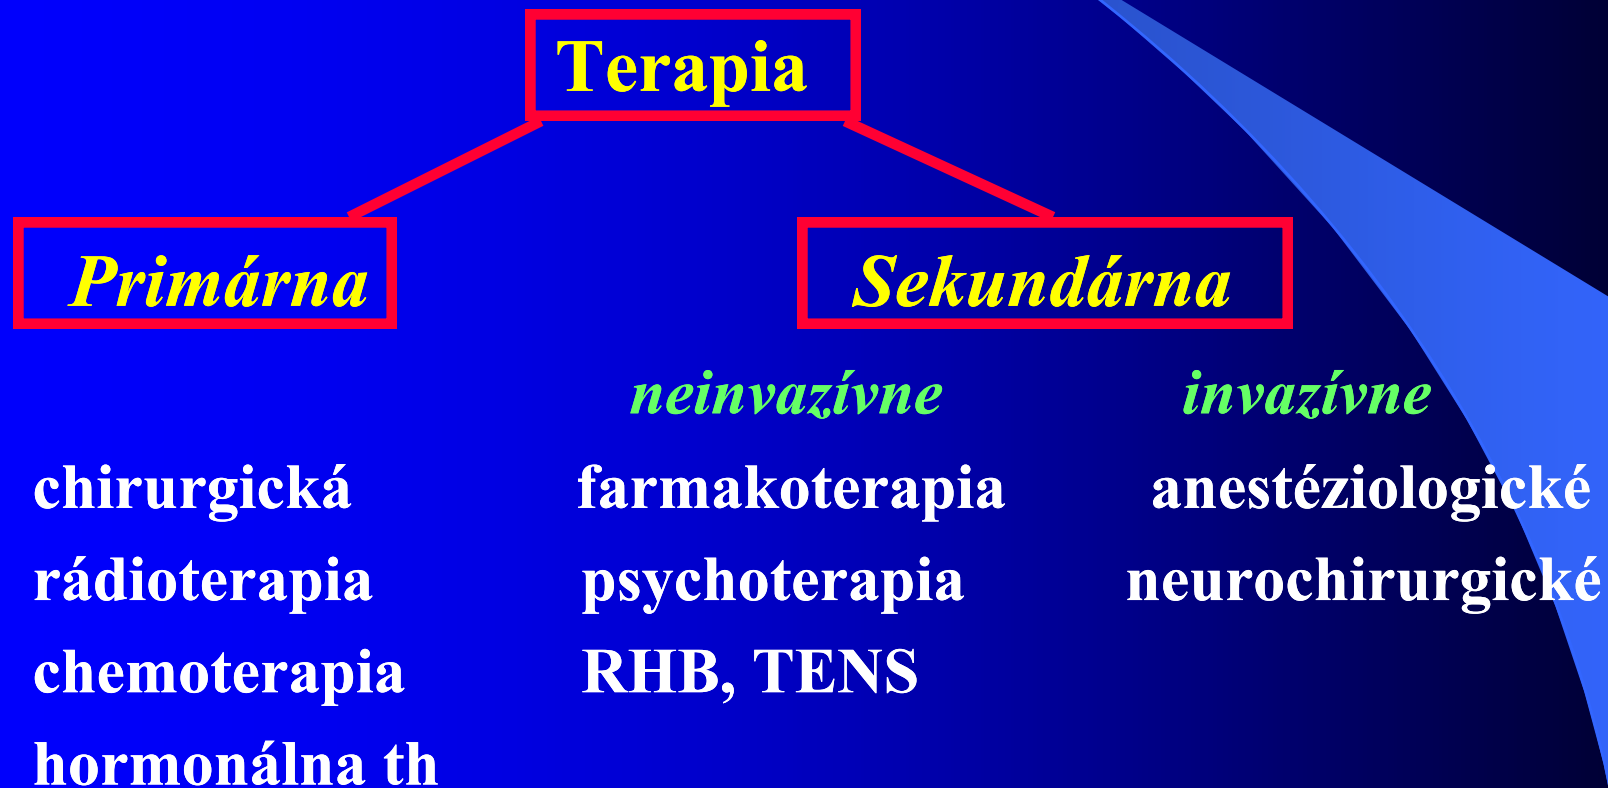 Terapia
Primárna Sekundárna
neinvazívne invazívne
chirurgická farmakoterapia anestéziologické
rádioterapia psychoterapia neurochirurgické
chemoterapia RHB, TENS
hormonálna th